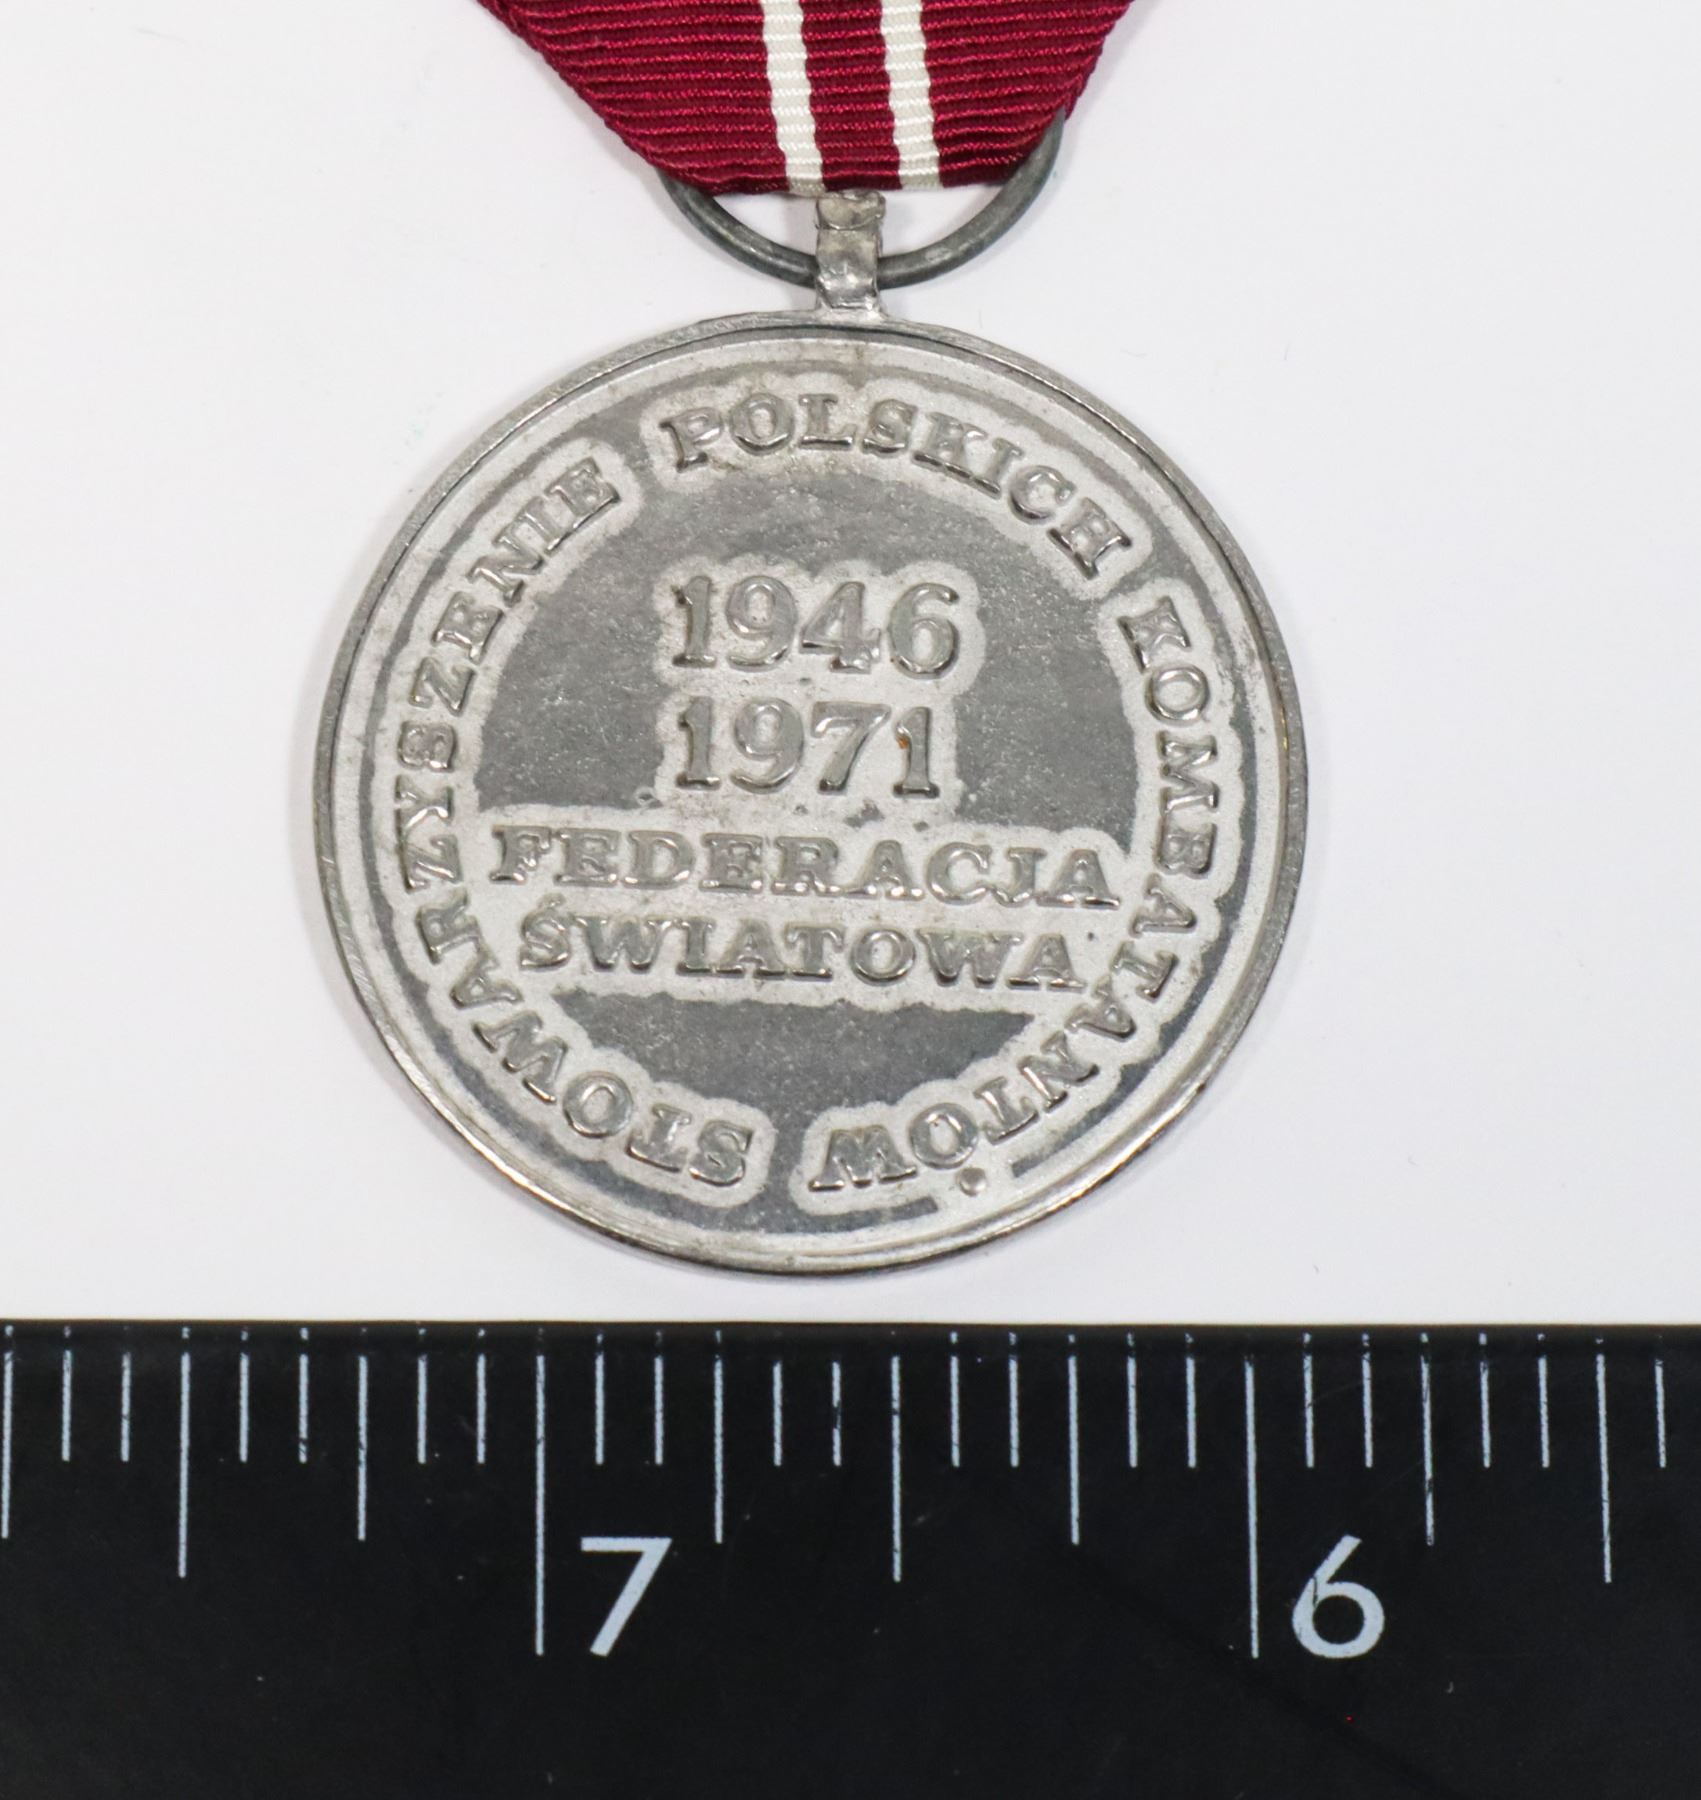 STOWARZYSZENIE POLSKICH KOMBATANTÓW
1946
1971
FEDERACJA
ŚWIATOWA
7 6